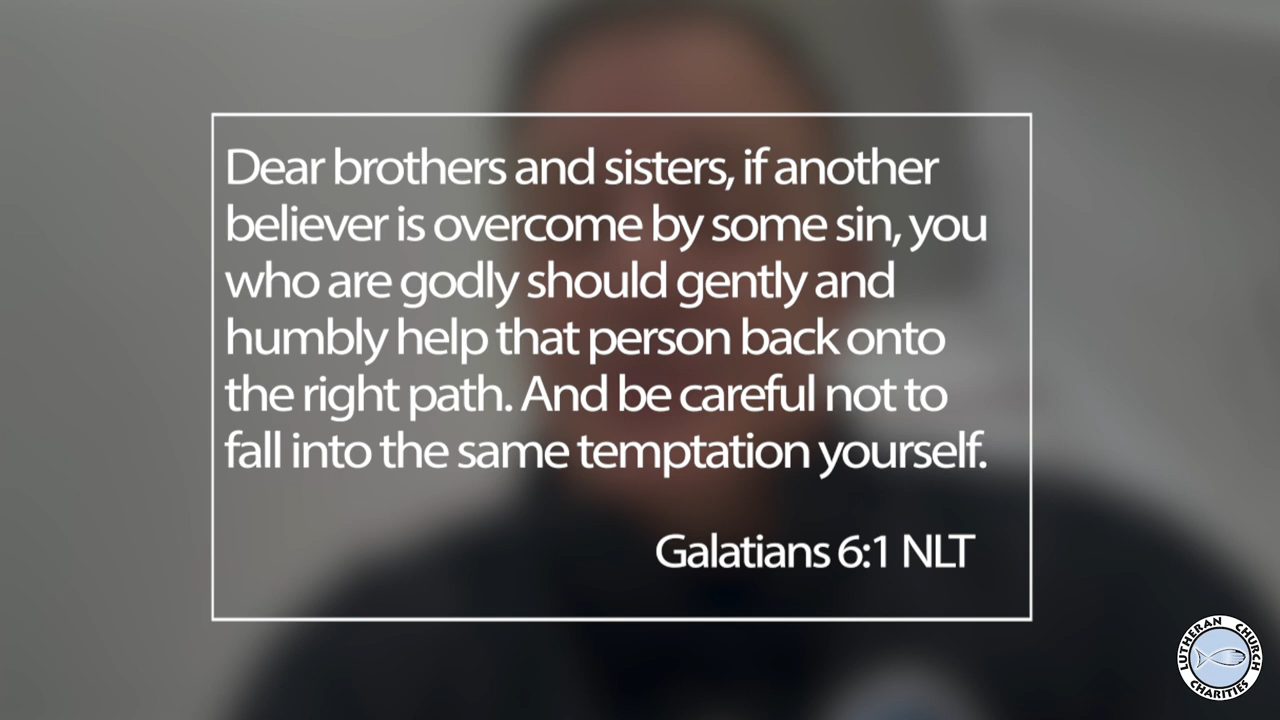 Dear brothers and sisters, if another
believer is overcome by some sin, you
who are godly should gently and
humbly help that person back onto
the right path. And be careful not to
fall into the same temptation yourself.
Galatians 6:1 NLT
LUTHERAN CHURCH
CHARITIES